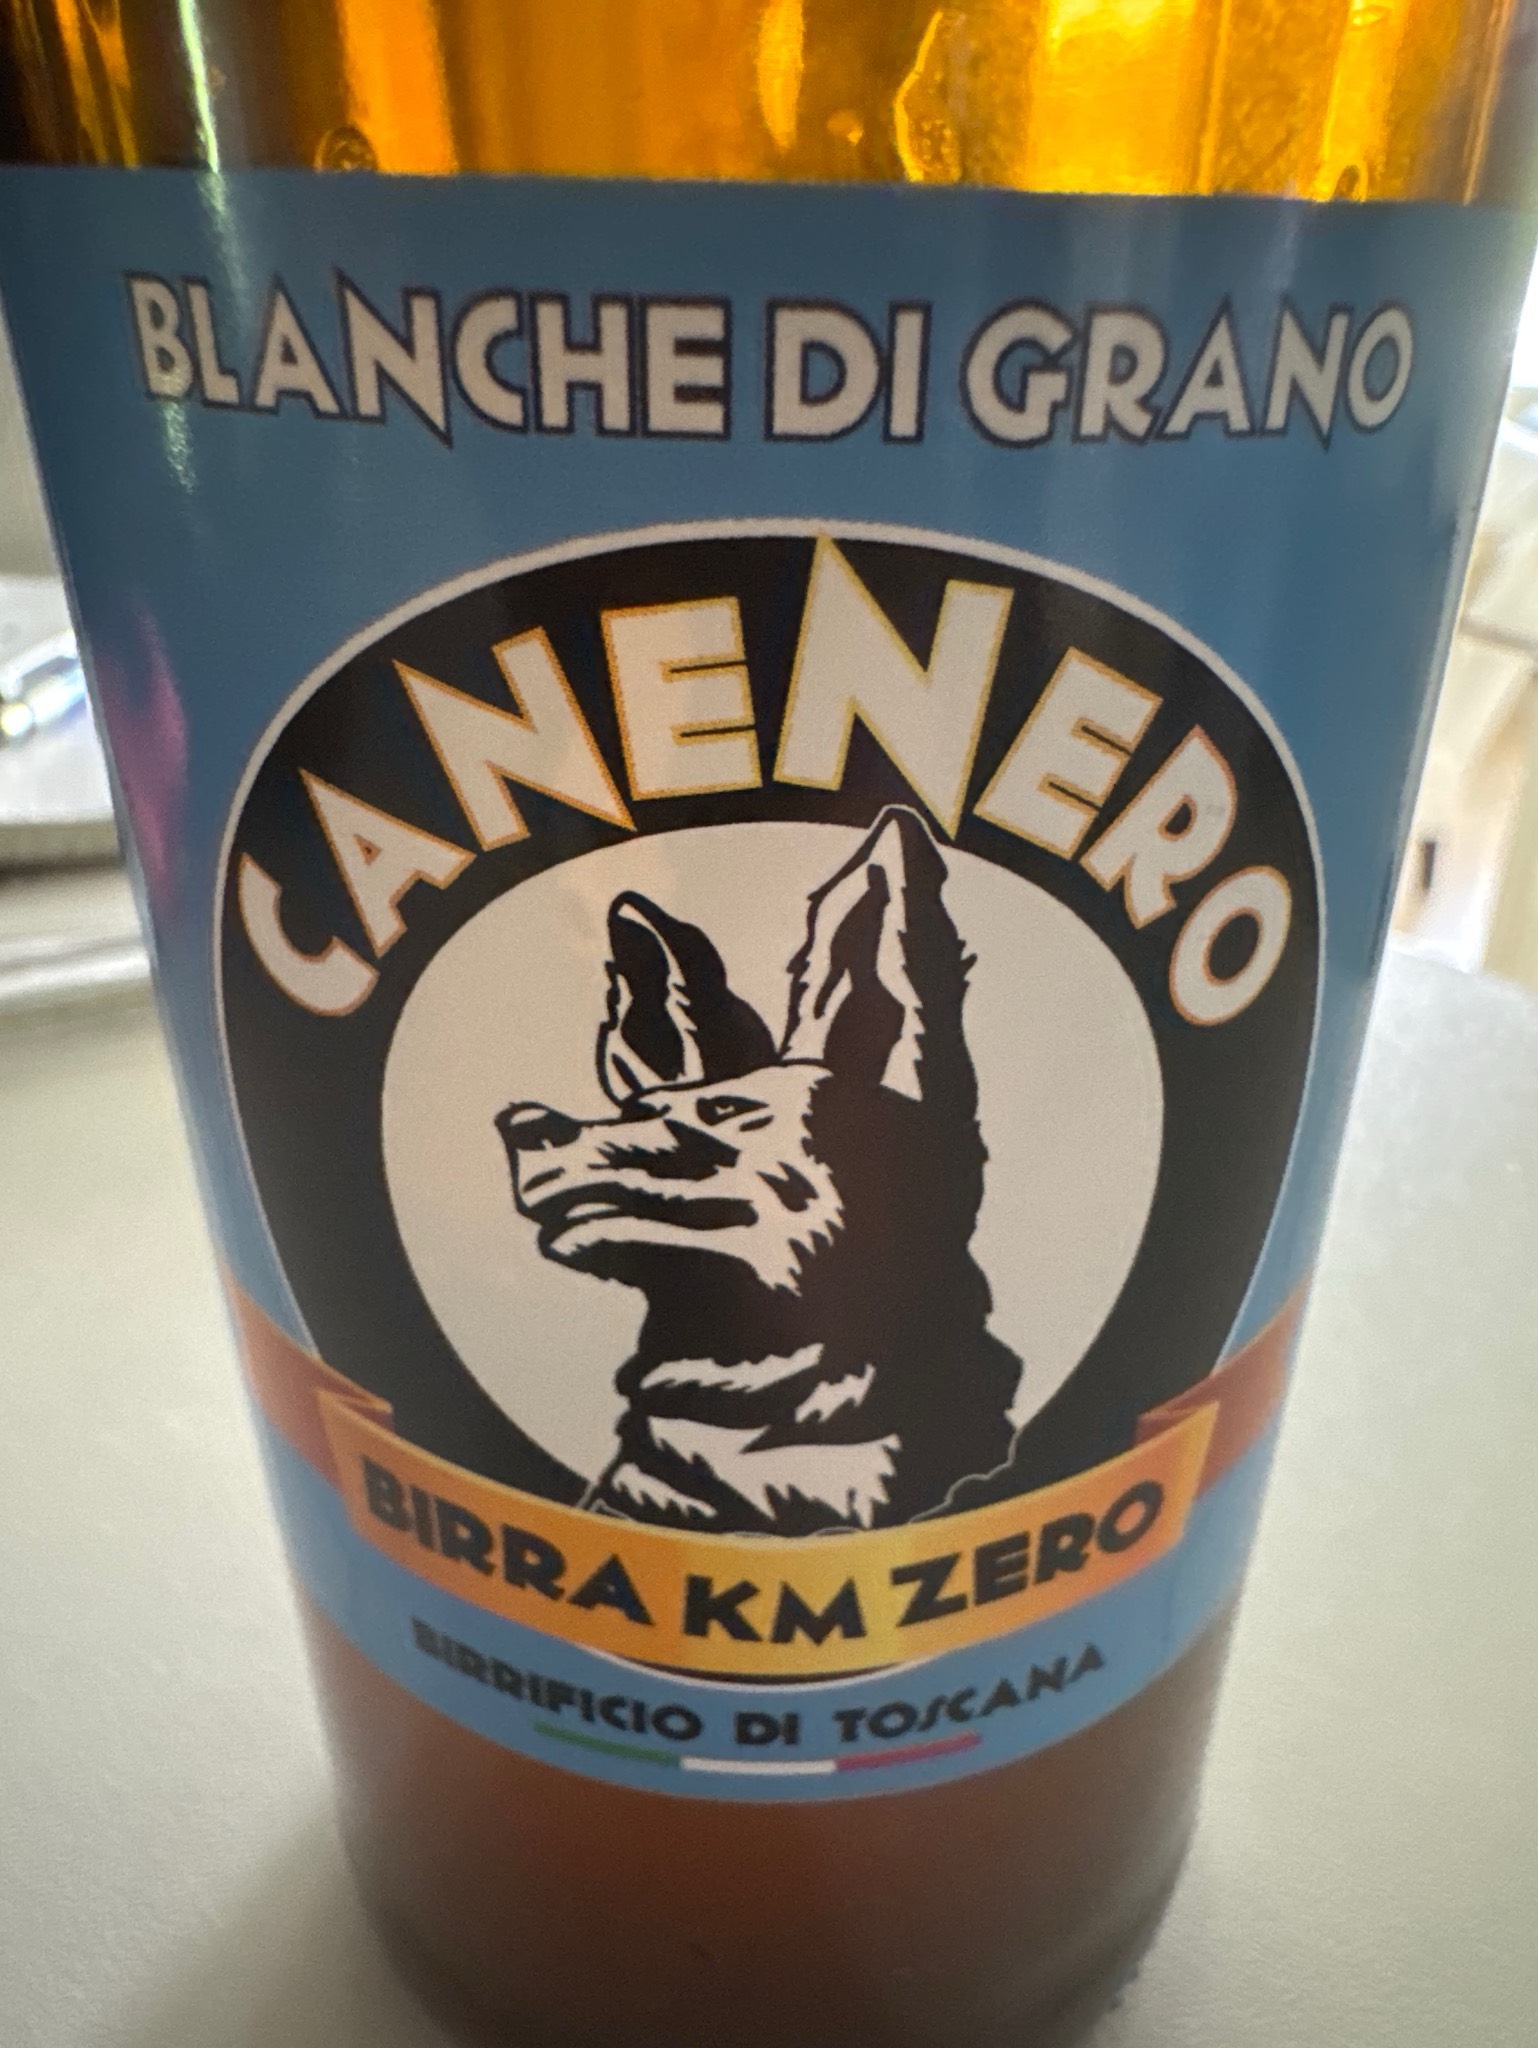 BLANCHE DI GRANO
CANENERO
BIRRA KM ZERO
BIRRIFICIO DI TOSCANA